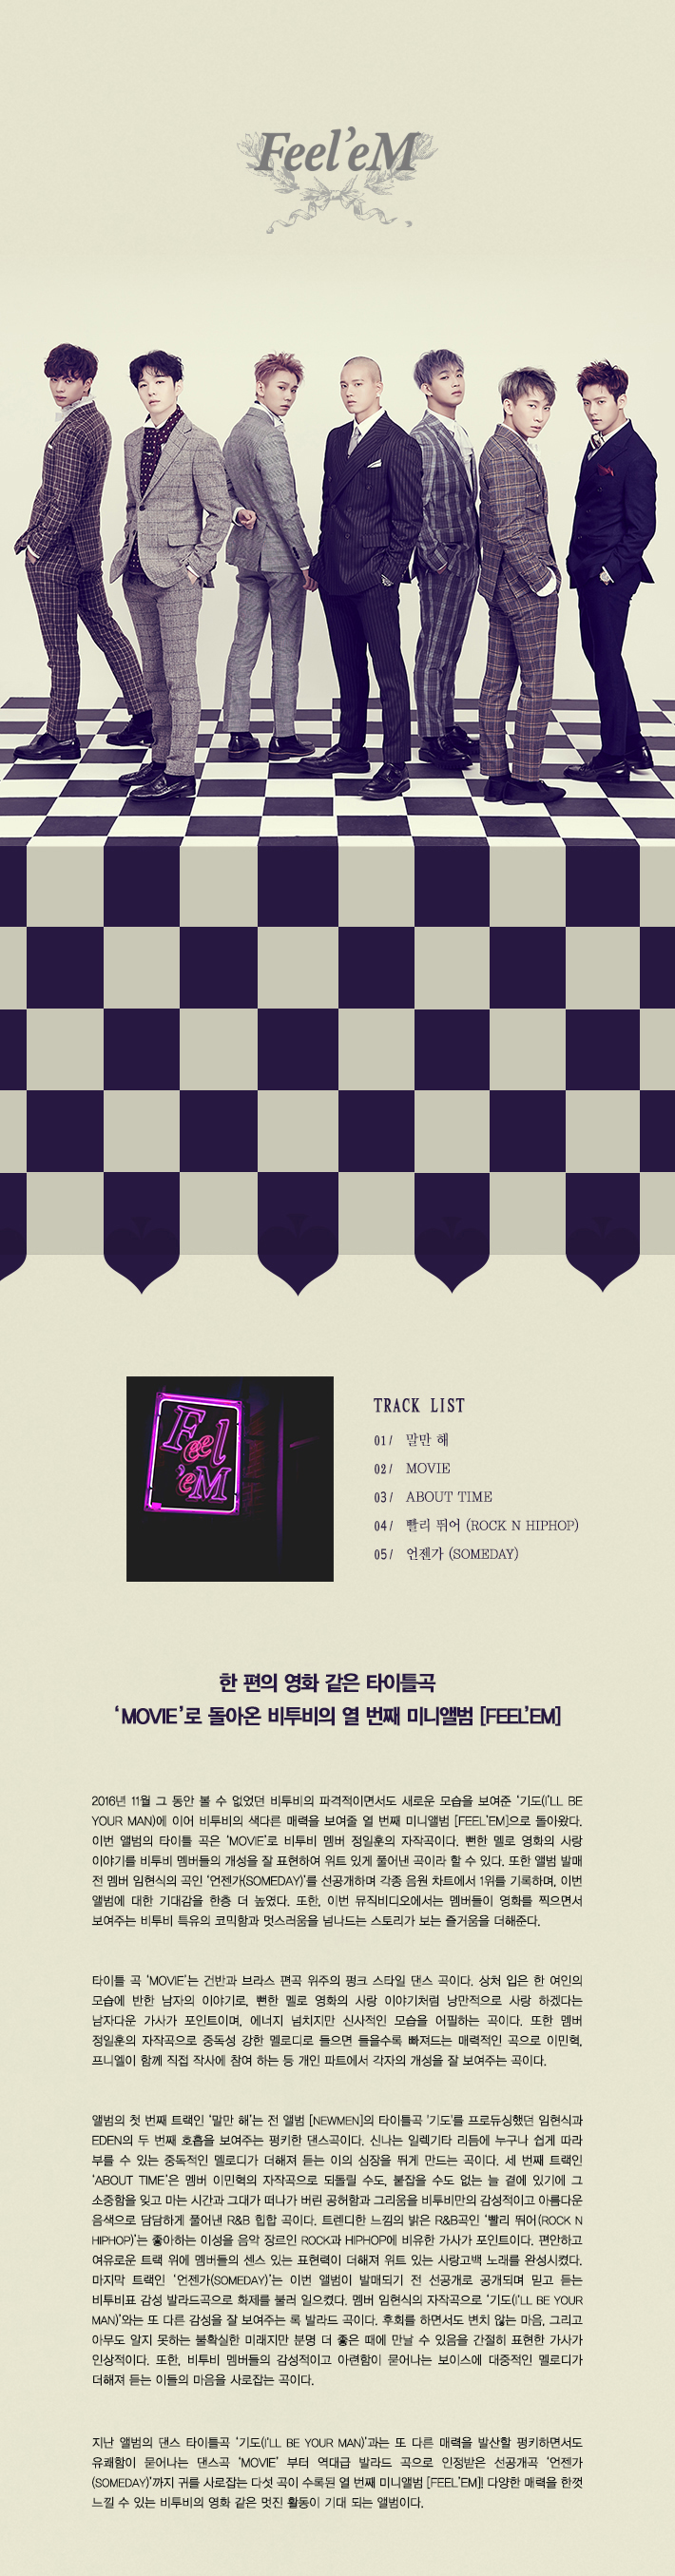 Feel'eM
Feel
'eM
TRACK LIST
01 / 말만 해
02 / MOVIE
03 / ABOUT TIME
04 / 빨리 뛰어 (ROCK N HIPHOP)
05 / 언젠가 (SOMEDAY)
한 편의 영화 같은 타이틀곡
‘MOVIE’로 돌아온 비투비의 열 번째 미니앨범 [FEEL’EM]
2016년 11월 그 동안 볼 수 없었던 비투비의 파격적이면서도 새로운 모습을 보여준 ‘기도(I’LL BE
YOUR MAN)에 이어 비투비의 색다른 매력을 보여줄 열 번째 미니앨범 [FEEL’EM]으로 돌아왔다.
이번 앨범의 타이틀 곡은 ‘MOVIE’로 비투비 멤버 정일훈의 자작곡이다. 뻔한 멜로 영화의 사랑
이야기를 비투비 멤버들의 개성을 잘 표현하여 위트 있게 풀어낸 곡이라 할 수 있다. 또한 앨범 발매
전 멤버 임현식의 곡인 ‘언젠가(SOMEDAY)’를 선공개하며 각종 음원 차트에서 1위를 기록하며, 이번
앨범에 대한 기대감을 한층 더 높였다. 또한, 이번 뮤직비디오에서는 멤버들이 영화를 찍으면서
보여주는 비투비 특유의 코믹함과 멋스러움을 넘나드는 스토리가 보는 즐거움을 더해준다.
타이틀 곡 ‘MOVIE’는 건반과 브라스 편곡 위주의 펑크 스타일 댄스 곡이다. 상처 입은 한 여인의
모습에 반한 남자의 이야기로, 뻔한 멜로 영화의 사랑 이야기처럼 낭만적으로 사랑 하겠다는
남자다운 가사가 포인트이며, 에너지 넘치지만 신사적인 모습을 어필하는 곡이다. 또한 멤버
정일훈의 자작곡으로 중독성 강한 멜로디로 들으면 들을수록 빠져드는 매력적인 곡으로 이민혁,
프니엘이 함께 직접 작사에 참여 하는 등 개인 파트에서 각자의 개성을 잘 보여주는 곡이다.
앨범의 첫 번째 트랙인 ‘말만 해’는 전 앨범 [NEWMEN]의 타이틀곡 ‘기도’를 프로듀싱했던 임현식과
EDEN의 두 번째 호흡을 보여주는 펑키한 댄스곡이다. 신나는 일렉기타 리듬에 누구나 쉽게 따라
부를 수 있는 중독적인 멜로디가 더해져 듣는 이의 심장을 뛰게 만드는 곡이다. 세 번째 트랙인
‘ABOUT TIME’은 멤버 이민혁의 자작곡으로 되돌릴 수도, 붙잡을 수도 없는 늘 곁에 있기에 그
소중함을 잊고 마는 시간과 그대가 떠나가 버린 공허함과 그리움을 비투비만의 감성적이고 아름다운
음색으로 담담하게 풀어낸 R&B 힙합 곡이다. 트렌디한 느낌의 밝은 R&B곡인 ‘빨리 뛰어(ROCK N
HIPHOP)’는 좋아하는 이성을 음악 장르인 ROCK과 HIPHOP에 비유한 가사가 포인트이다. 편안하고
여유로운 트랙 위에 멤버들의 센스 있는 표현력이 더해져 위트 있는 사랑고백 노래를 완성시켰다.
마지막 트랙인 ‘언젠가(SOMEDAY)’는 이번 앨범이 발매되기 전 선공개로 공개되며 믿고 듣는
비투비표 감성 발라드곡으로 화제를 불러 일으켰다. 멤버 임현식의 자작곡으로 ‘기도(I’LL BE YOUR
MAN)’와는 또 다른 감성을 잘 보여주는 록 발라드 곡이다. 후회를 하면서도 변치 않는 마음, 그리고
아무도 알지 못하는 불확실한 미래지만 분명 더 좋은 때에 만날 수 있음을 간절히 표현한 가사가
인상적이다. 또한, 비투비 멤버들의 감성적이고 아련함이 묻어나는 보이스에 대중적인 멜로디가
더해져 듣는 이들의 마음을 사로잡는 곡이다.
지난 앨범의 댄스 타이틀곡 ‘기도(I’LL BE YOUR MAN)’과는 또 다른 매력을 발산할 펑키하면서도
유쾌함이 묻어나는 댄스곡 ‘MOVIE’ 부터 역대급 발라드 곡으로 인정받은 선공개곡 ‘언젠가
(SOMEDAY)’까지 귀를 사로잡는 다섯 곡이 수록된 열 번째 미니앨범 [FEEL’EM]! 다양한 매력을 한껏
느낄 수 있는 비투비의 영화 같은 멋진 활동이 기대 되는 앨범이다.